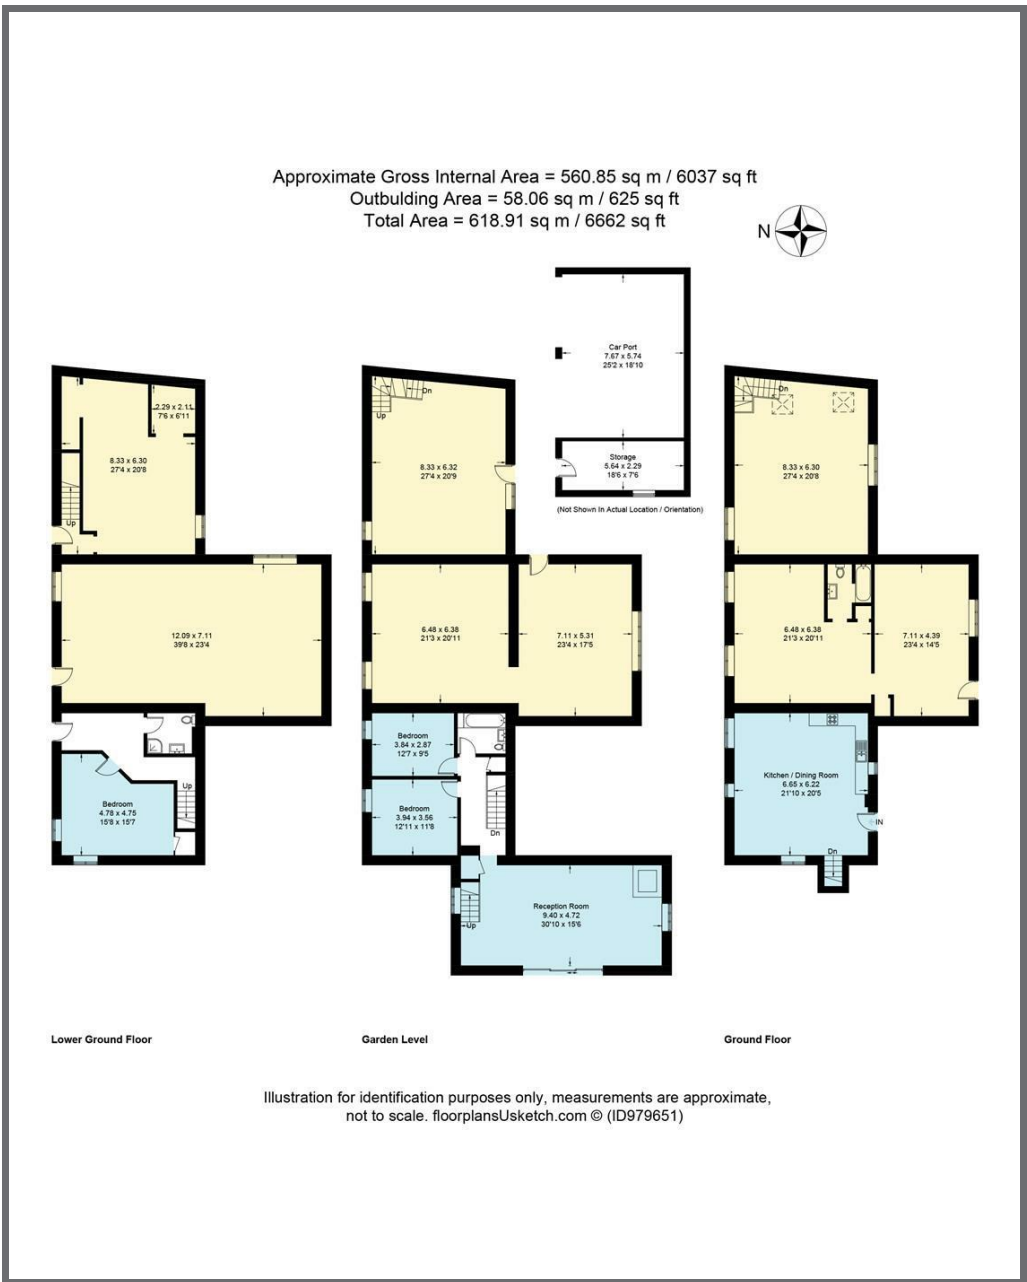 Approximate Gross Internal Area = 560.85 sq m / 6037 sq ft
Outbulding Area = 58.06 sq m / 625 sq ft
Total Area = 618.91 sq m / 6662 sq ft
N
Car Port
7.67 x 5.74
25'2 x 18'10
Storage
5.64 x 2.29
18'6 x 7'6
(Not Shown In Actual Location / Orientation)
2.29 x 2.11
7'6 x 6'11
8.33 x 6.30
27'4 x 20'8
Up
12.09 x 7.11
39'8 x 23'4
Up
Bedroom
4.78 x 4.75
15'8 x 15'7
Lower Ground Floor
Dn
Up
8.33 x 6.32
27'4 x 20'9
6.48 x 6.38
21'3 x 20'11
7.11 x 5.31
23'4 x 17'5
Bedroom
3.84 x 2.87
12'7 x 9'5
Bedroom
3.94 x 3.56
12'11 x 11'8
Dn
Reception Room
9.40 x 4.72
30'10 x 15'6
Up
Garden Level
Dn
8.33 x 6.30
27'4 x 20'8
6.48 x 6.38
21'3 x 20'11
7.11 x 4.39
23'4 x 14'5
Kitchen / Dining Room
6.65 x 6.22
21'10 x 20'5
IN
Dn
Ground Floor
Illustration for identification purposes only, measurements are approximate,
not to scale. floorplansUsketch.com © (ID979651)